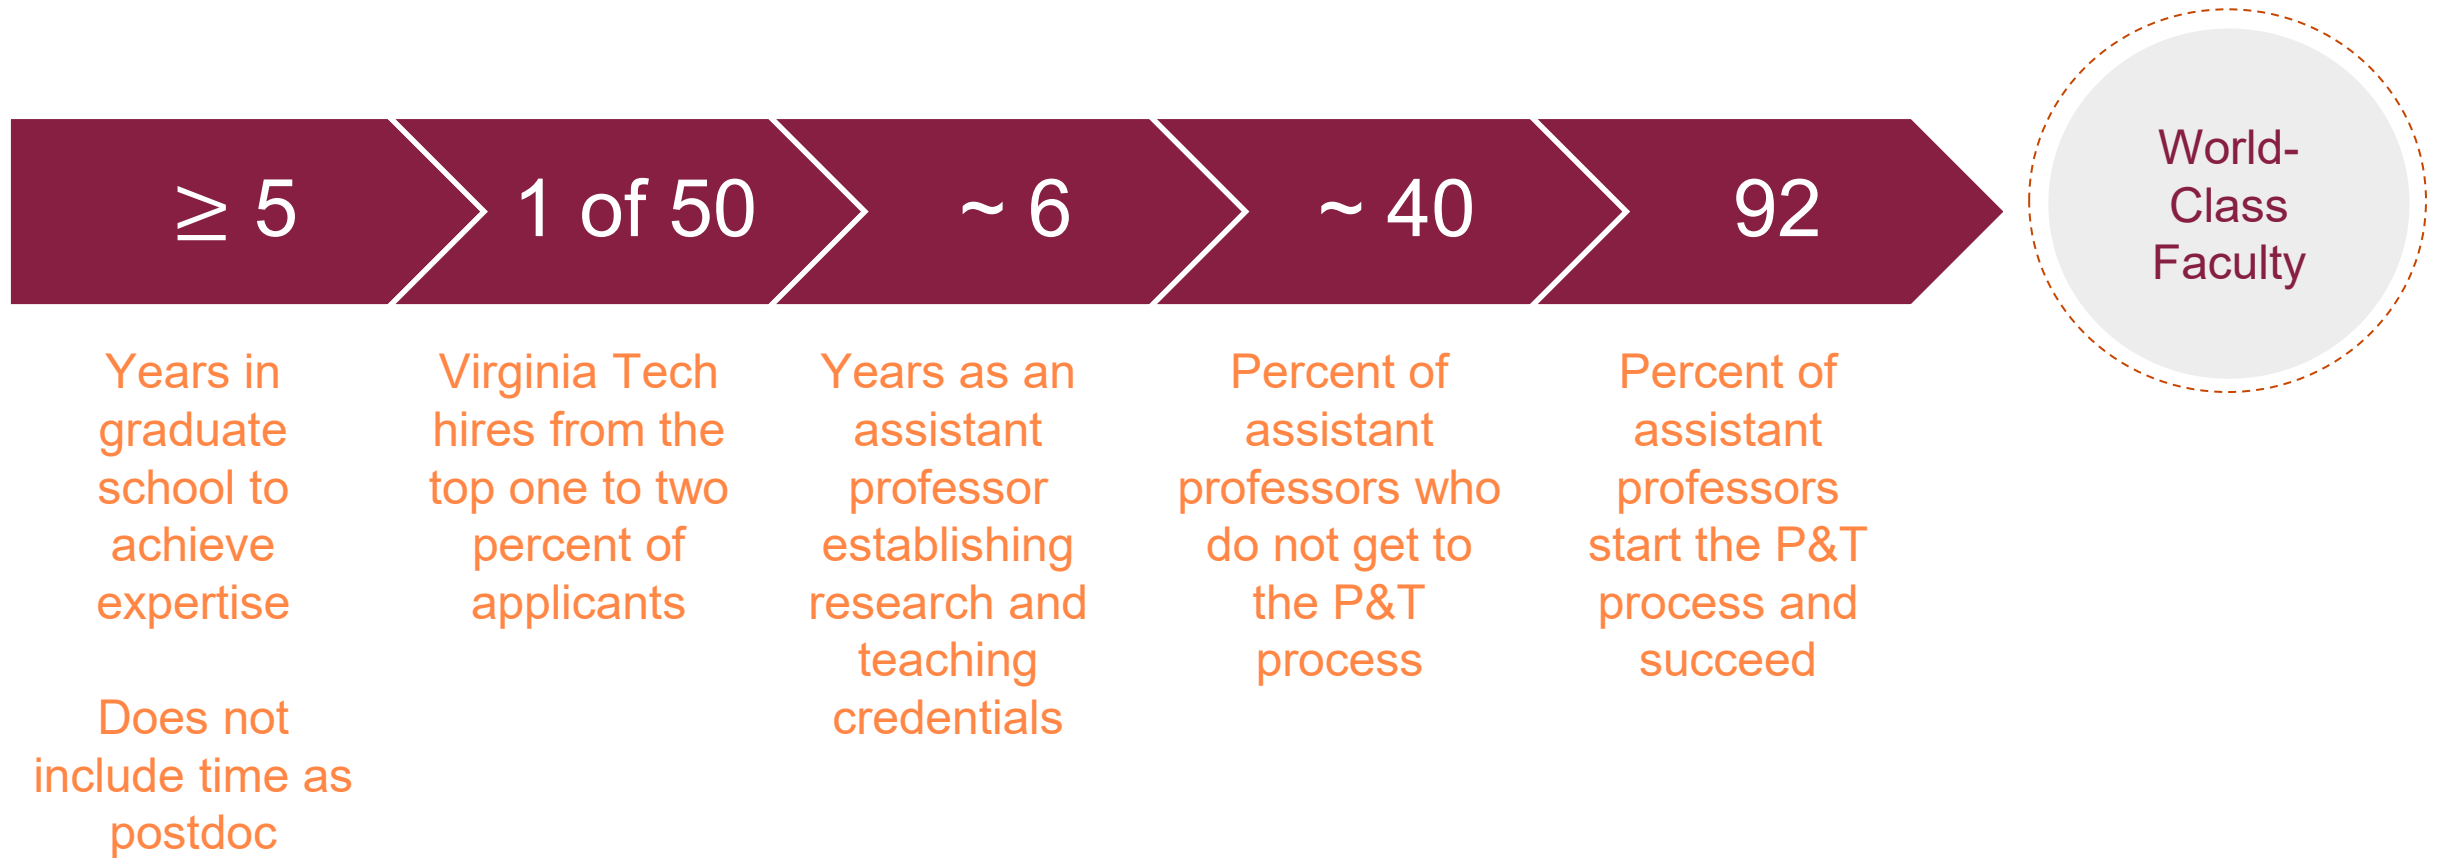 ≥ 5
1 of 50
~ 6
~ 40
92
World-
Class
Faculty
Years in
graduate
school to
achieve
expertise
Does not
include time as
postdoc
Virginia Tech
hires from the
top one to two
percent of
applicants
Years as an
assistant
professor
establishing
research and
teaching
credentials
Percent of
assistant
professors who
do not get to
the P&T
process
Percent of
assistant
professors
start the P&T
process and
succeed